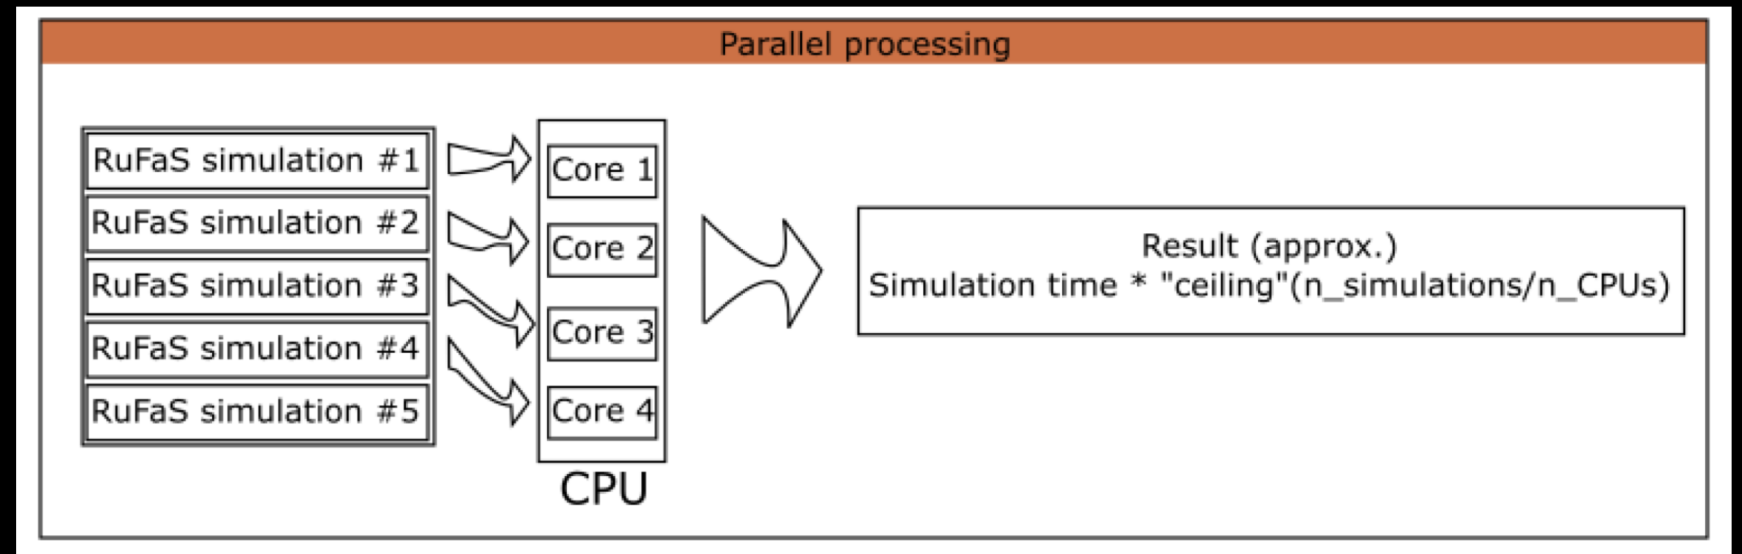 Parallel processing
RuFaS simulation #1
RuFaS simulation #2
RuFaS simulation #3
RuFaS simulation #4
RuFaS simulation #5
Core 1
Core 2
Core 3
Core 4
CPU
Result (approx.)
Simulation time * "ceiling"(n_simulations/n_CPUs)